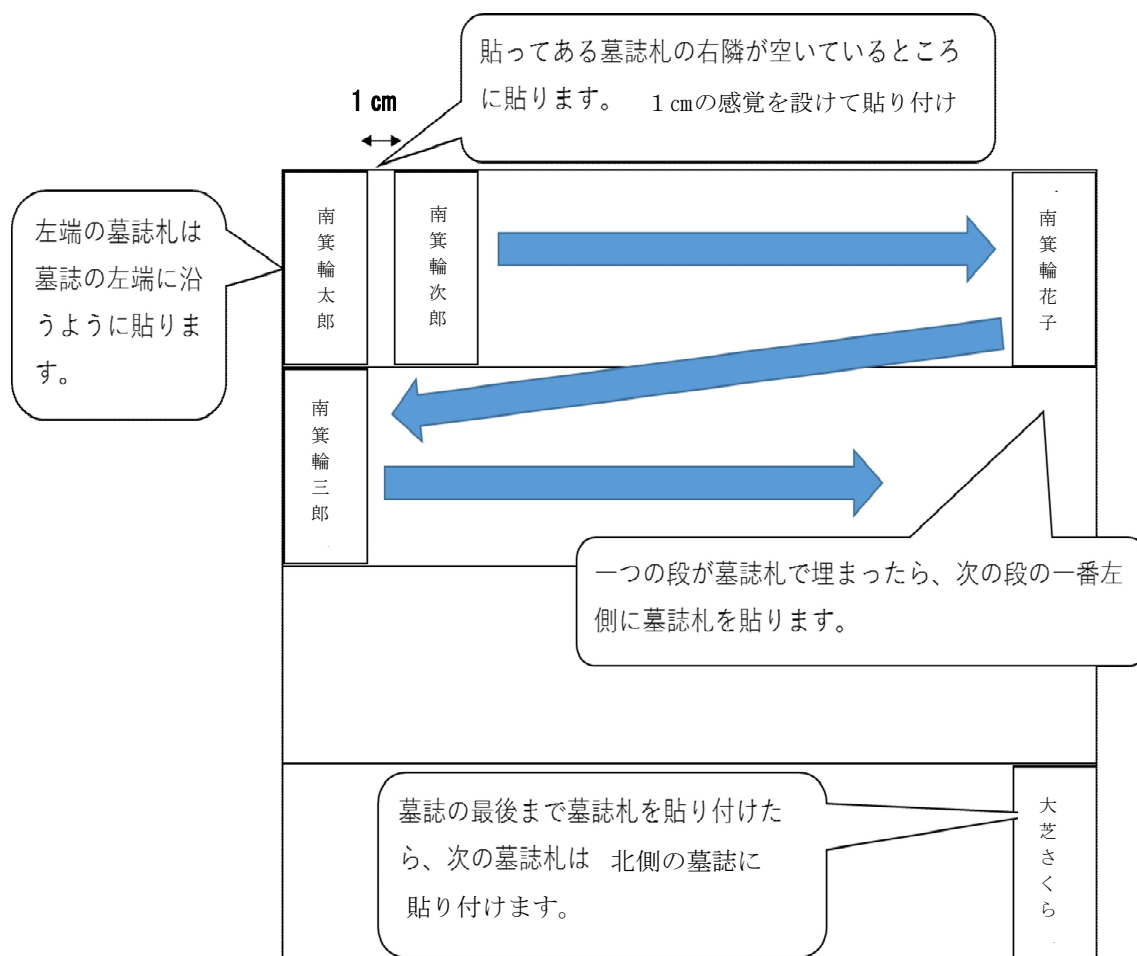 貼ってある墓誌札の右隣が空いているところ
に貼ります。 1㎝の感覚を設けて貼り付け
1 cm
左端の墓誌札は
墓誌の左端に沿
うように貼りま
す。
南箕輪太郎
南箕輪次郎
南箕輪花子
南箕輪三郎
一つの段が墓誌札で埋まったら、次の段の一番左
側に墓誌札を貼ります。
墓誌の最後まで墓誌札を貼り付けた
ら、次の墓誌札は 北側の墓誌に
貼り付けます。
大芝さくら